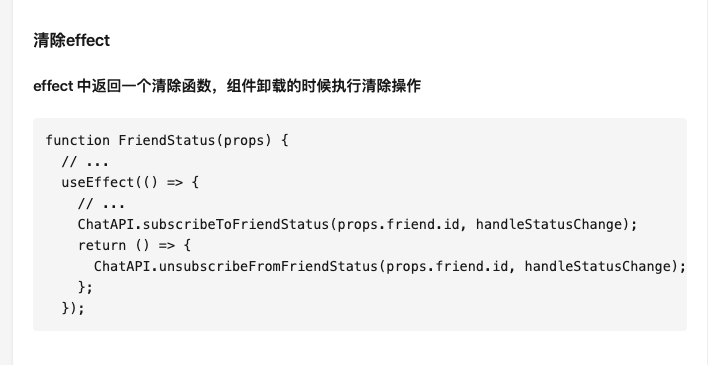 清除effect
effect 中返回一个清除函数，组件卸载的时候执行清除操作
function FriendStatus(props) {
  // ...
  useEffect(() => {
    // ...
    ChatAPI.subscribeToFriendStatus(props.friend.id, handleStatusChange);
    return () => {
      ChatAPI.unsubscribeFromFriendStatus(props.friend.id, handleStatusChange);
    };
  });